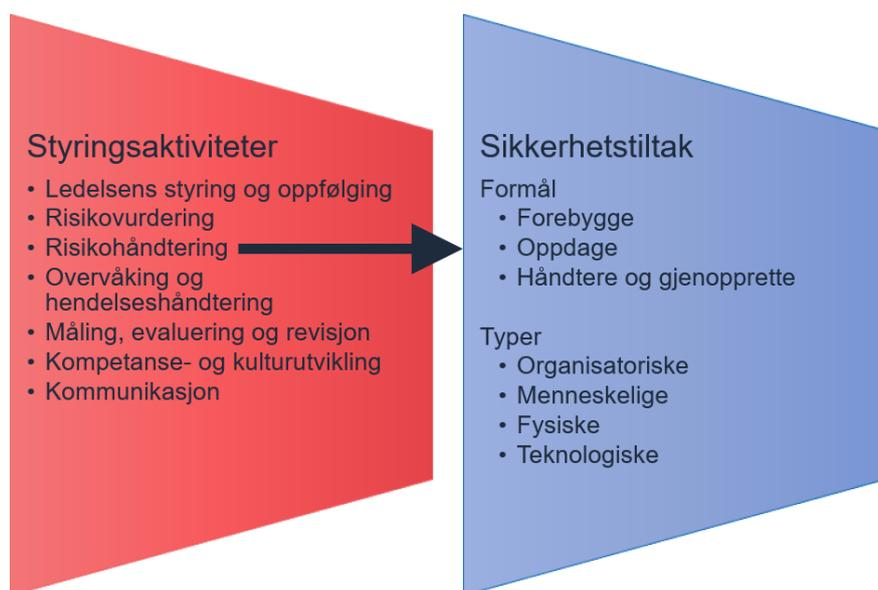 Styringsaktiviteter
• Ledelsens styring og oppfølging
• Risikovurdering
• Risikohåndtering
• Overvåking og
hendelseshåndtering
• Måling, evaluering og revisjon
• Kompetanse- og kulturutvikling
• Kommunikasjon
Sikkerhetstiltak
Formål
• Forebygge
• Oppdage
• Håndtere og gjenopprette
Typer
• Organisatoriske
• Menneskelige
• Fysiske
• Teknologiske